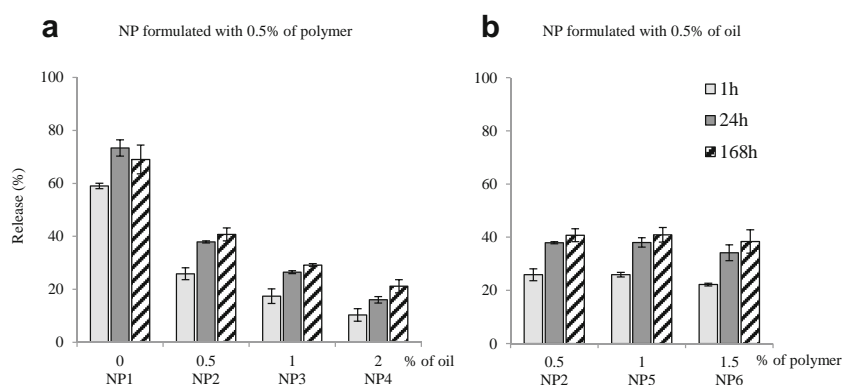 a
NP formulated with 0.5% of polymer
100
80
60
40
20
0
Release (%)
0 0.5 1 2 % of oil
NP1 NP2 NP3 NP4
b
NP formulated with 0.5% of oil
100
80
60
40
20
0
1h
24h
168h
0.5 1 1.5 % of polymer
NP2 NP5 NP6